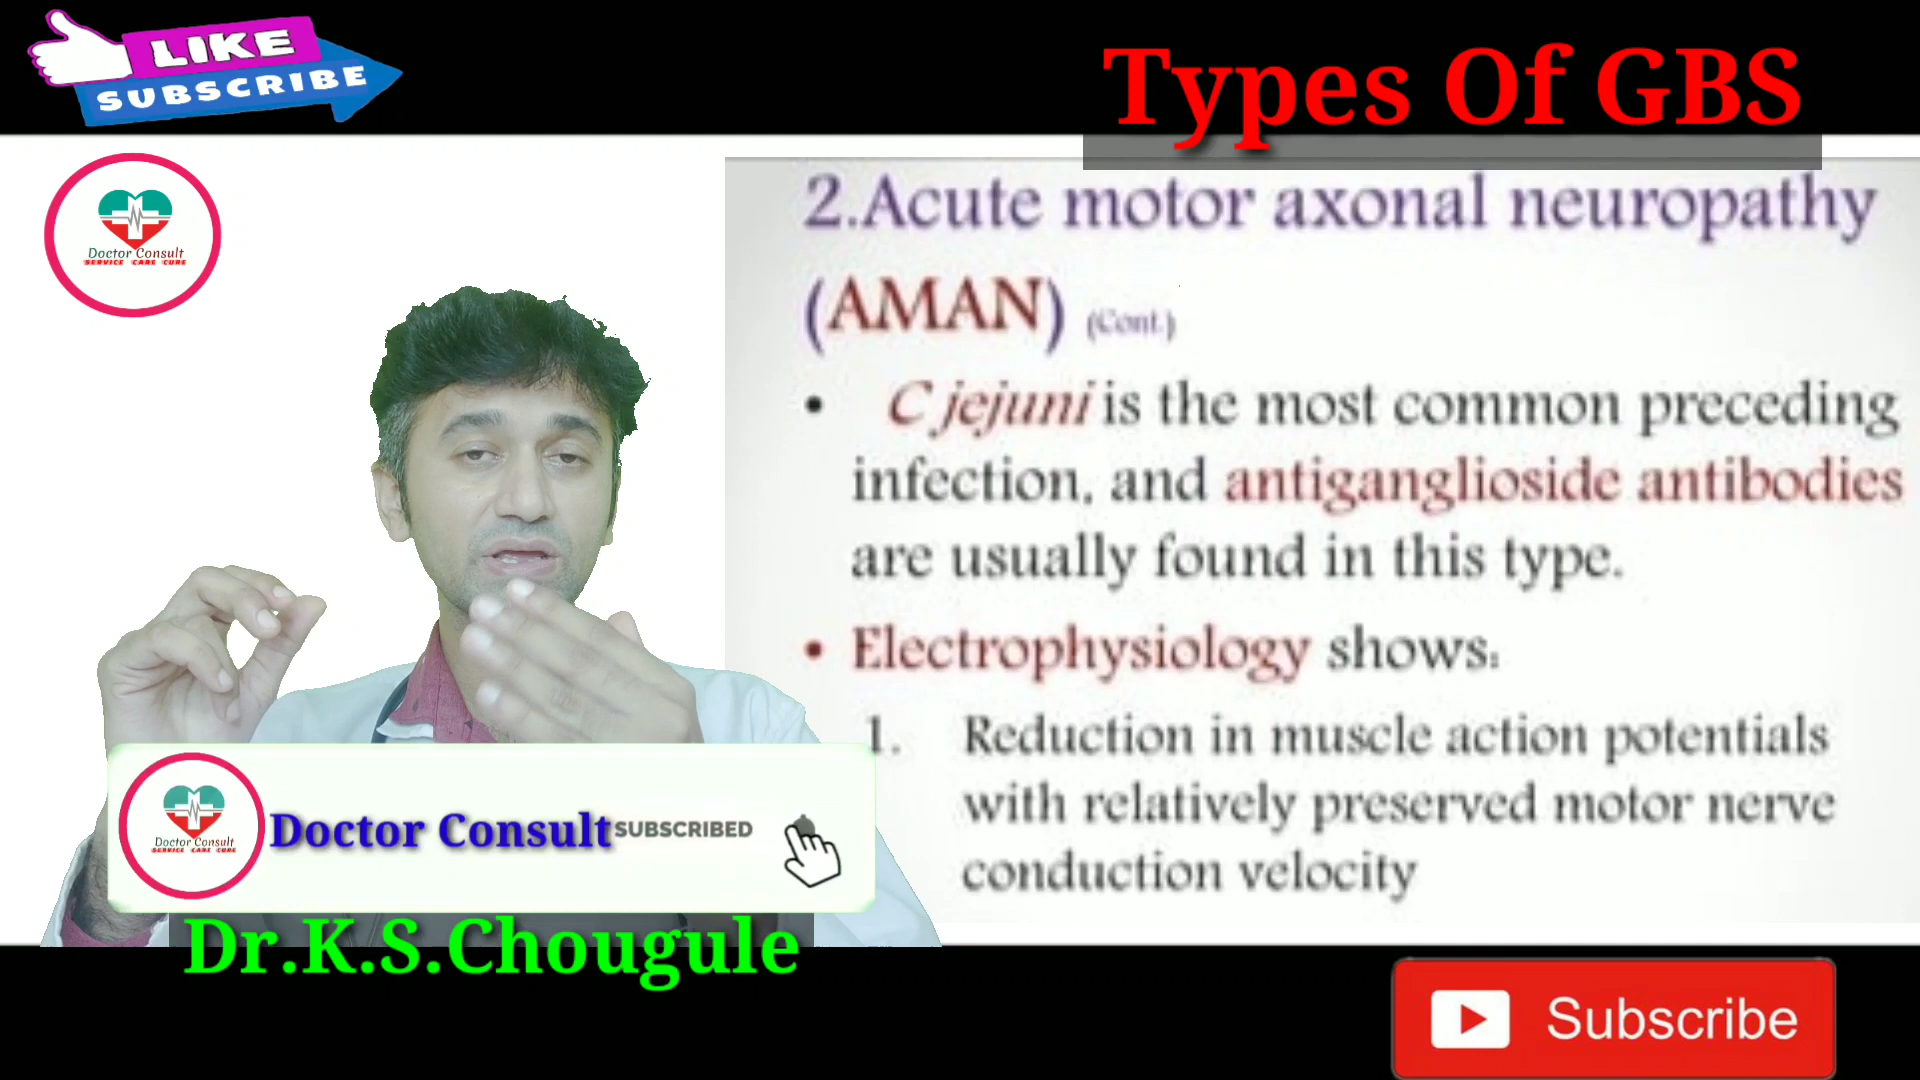 LIKE
SUBSCRIBE
Types Of GBS
Doctor Consult
SERVICE CARE CURE
2.Acute motor axonal neuropathy
(AMAN) (Cont.)
• C jejuni is the most common preceding
infection, and antiganglioside antibodies
are usually found in this type.
• Electrophysiology shows:
1. Reduction in muscle action potentials
with relatively preserved motor nerve
conduction velocity
Doctor Consult
SERVICE CARE CURE
Doctor Consult SUBSCRIBED
Dr.K.S.Chougule
Subscribe